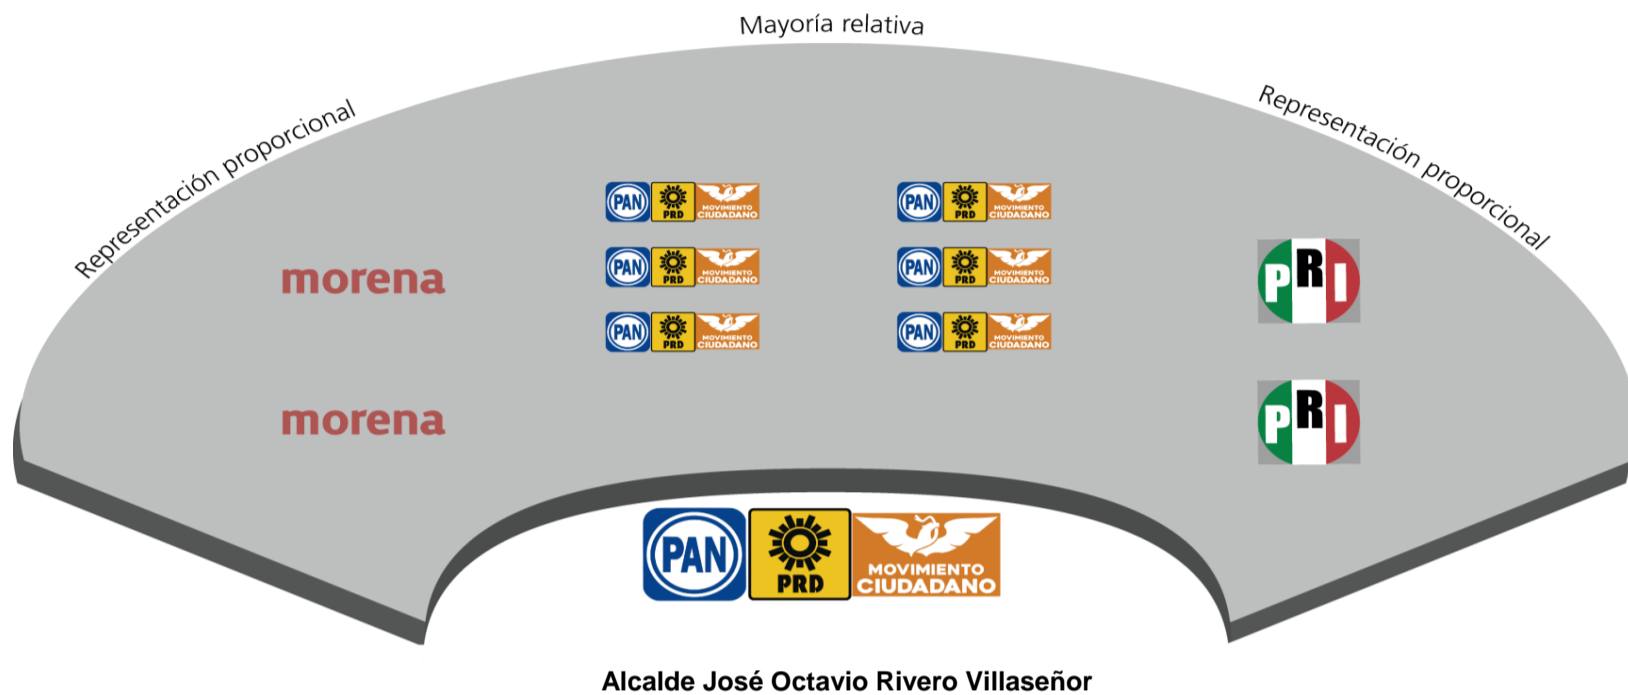 Mayoría relativa
Representación proporcional
Representación proporcional
PAN PRD MOVIMIENTO CIUDADANO PAN PRD MOVIMIENTO CIUDADANO
morena PAN PRD MOVIMIENTO CIUDADANO PAN PRD MOVIMIENTO CIUDADANO PRI
PAN PRD MOVIMIENTO CIUDADANO PAN PRD MOVIMIENTO CIUDADANO
morena PRI
PAN PRD MOVIMIENTO CIUDADANO
Alcalde José Octavio Rivero Villaseñor